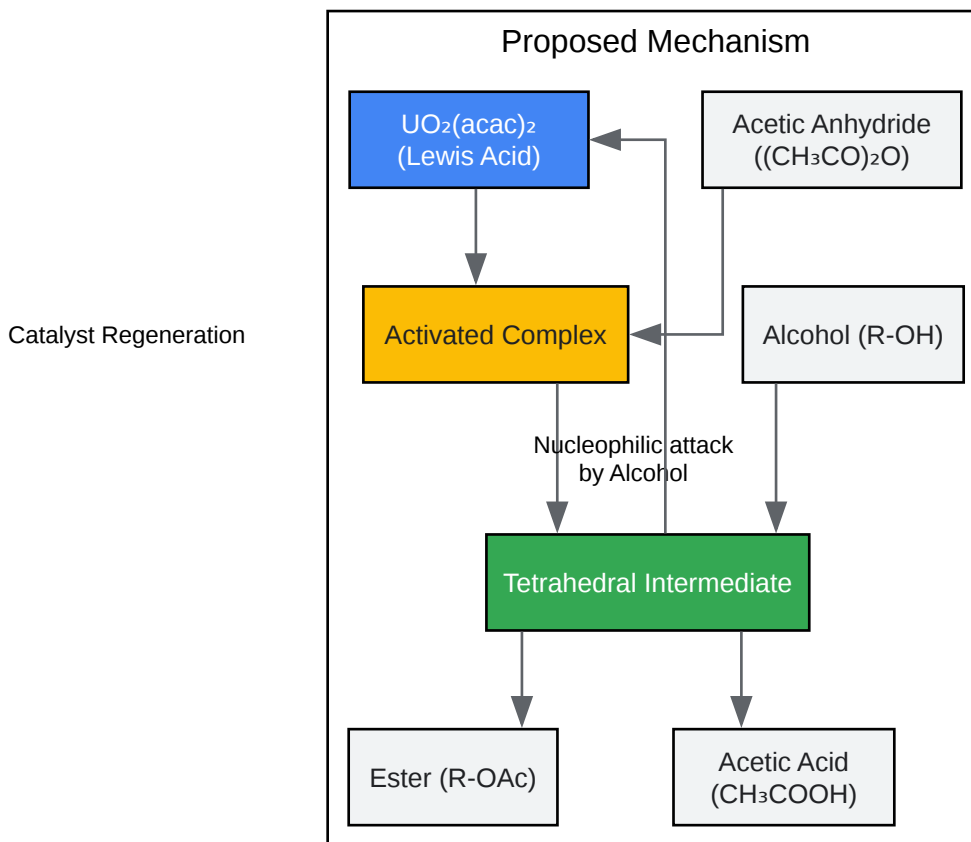 Proposed Mechanism
UO₂(acac)₂
(Lewis Acid)
Acetic Anhydride
((CH₃CO)₂O)
Catalyst Regeneration
Activated Complex
Alcohol (R-OH)
Nucleophilic attack
by Alcohol
Tetrahedral Intermediate
Ester (R-OAc)
Acetic Acid
(CH₃COOH)